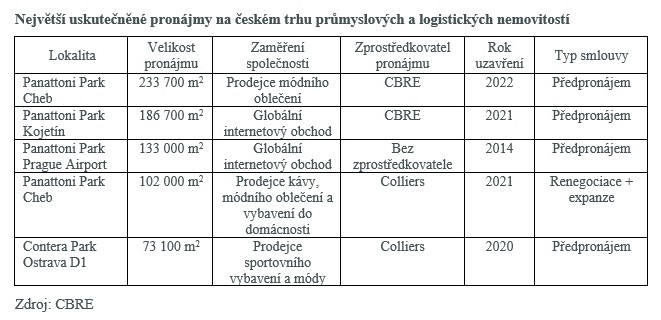 Největší uskutečněné pronájmy na českém trhu průmyslových a logistických nemovitostí
Lokalita | Velikost pronájmu | Zaměření společnosti | Zprostředkovatel pronájmu | Rok uzavření | Typ smlouvy
Panattoni Park Cheb | 233 700 m² | Prodejce módního oblečení | CBRE | 2022 | Předpronájem
Panattoni Park Kojetín | 186 700 m² | Globální internetový obchod | CBRE | 2021 | Předpronájem
Panattoni Park Prague Airport | 133 000 m² | Globální internetový obchod | Bez zprostředkovatele | 2014 | Předpronájem
Panattoni Park Cheb | 102 000 m² | Prodejce kávy, módního oblečení a vybavení do domácnosti | Colliers | 2021 | Renegociace + expanze
Contera Park Ostrava D1 | 73 100 m² | Prodejce sportovního vybavení a módy | Colliers | 2020 | Předpronájem
Zdroj: CBRE